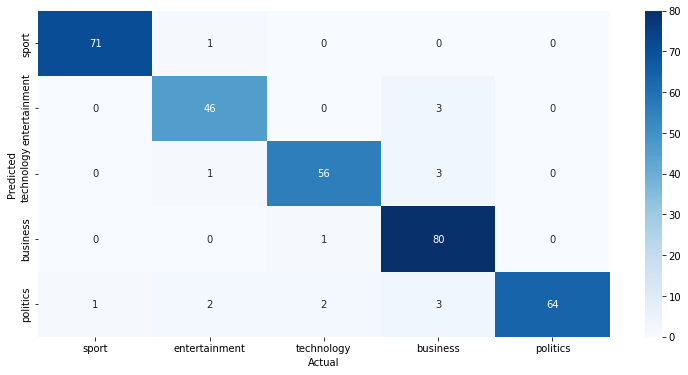 sport 71 1 0 0 0
entertainment 0 46 0 3 0
technology 0 1 56 3 0
business 0 0 1 80 0
politics 1 2 2 3 64
Predicted
sport entertainment technology business politics
Actual
80
70
60
50
40
30
20
10
0